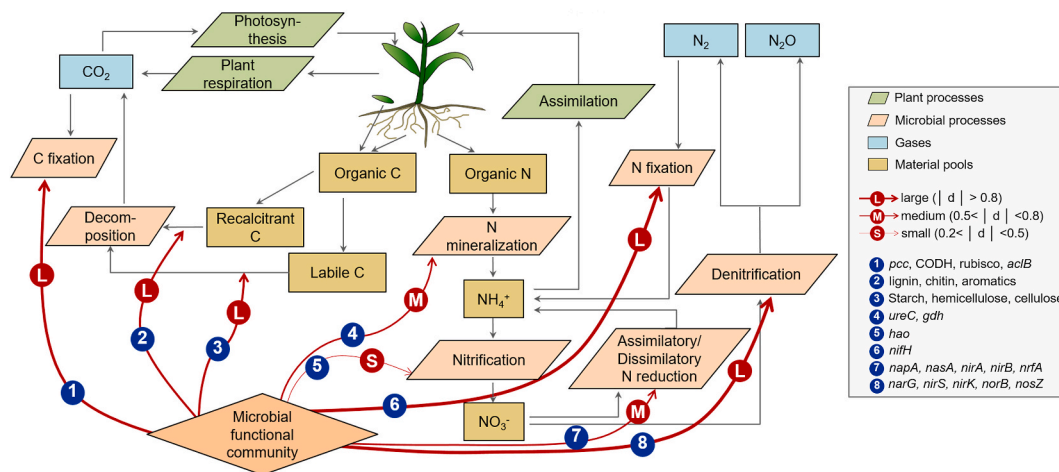 Photosyn-
thesis
Plant
respiration
CO₂
N₂
N₂O
Assimilation
C fixation
Organic C
Organic N
N fixation
Decom-
position
Recalcitrant
C
Labile C
N
mineralization
NH₄⁺
Denitrification
Nitrification
Assimilatory/
Dissimilatory
N reduction
NO₃⁻
Microbial
functional
community
L
L
L
M
S
L
M
L
1
2
3
4
5
6
7
8
Plant processes
Microbial processes
Gases
Material pools
L large (| d | > 0.8)
M medium (0.5< | d | <0.8)
S small (0.2< | d | <0.5)
1 pcc, CODH, rubisco, aclB
2 lignin, chitin, aromatics
3 Starch, hemicellulose, cellulose
4 ureC, gdh
5 hao
6 nifH
7 napA, nasA, nirA, nirB, nrfA
8 narG, nirS, nirK, norB, nosZ